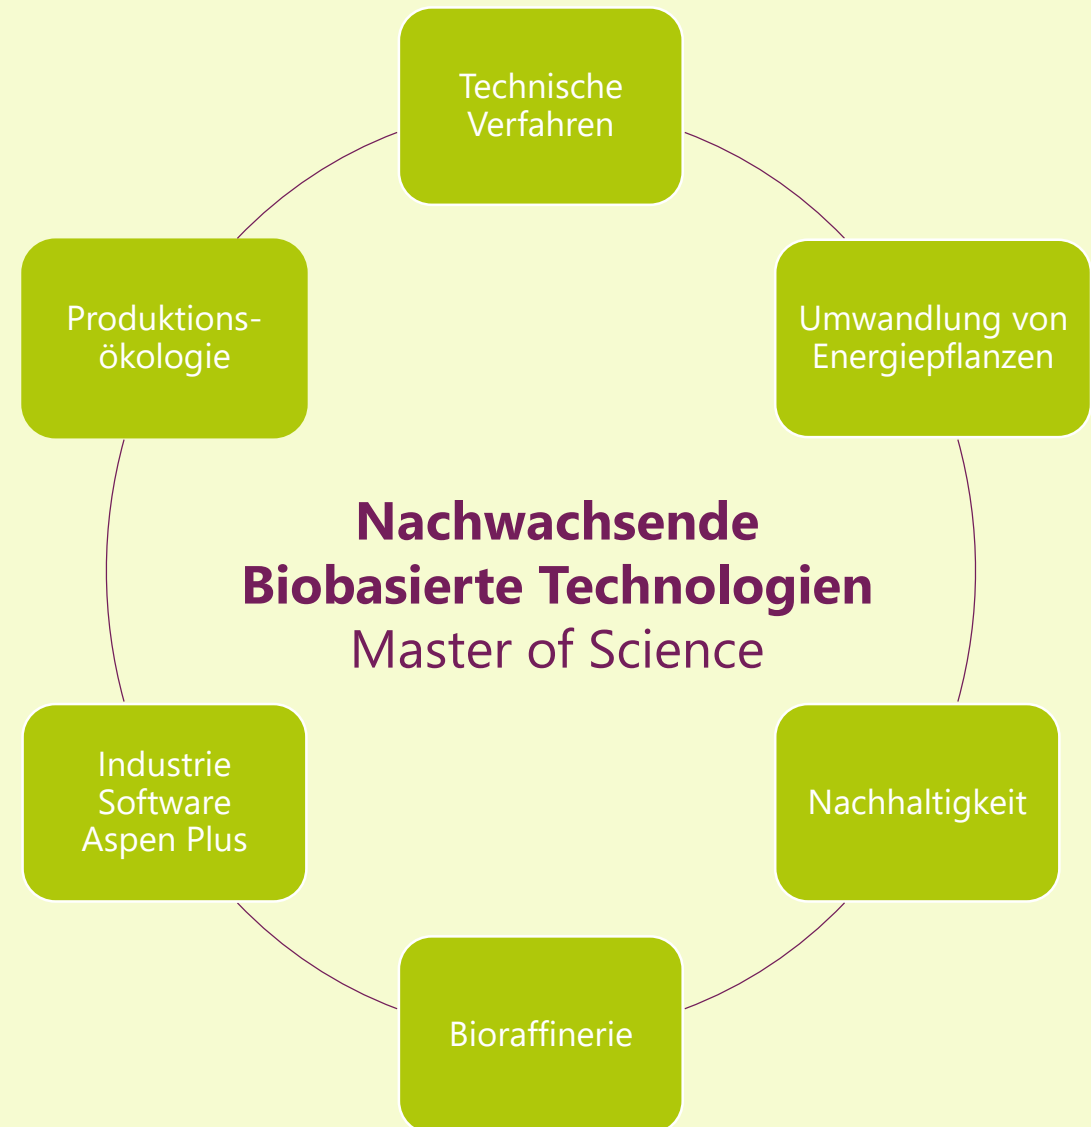 Technische
Verfahren
Umwandlung von
Energiepflanzen
Nachhaltigkeit
Bioraffinerie
Industrie
Software
Aspen Plus
Produktions-
ökologie
Nachwachsende
Biobasierte Technologien
Master of Science